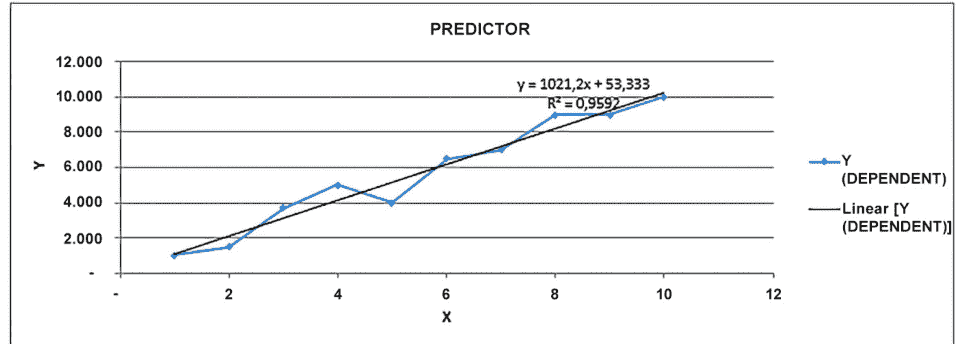 PREDICTOR
12.000
10.000
8.000
6.000
4.000
2.000
-
Y
y = 1021,2x + 53,333
R² = 0,9592
-
2
4
6
8
10
12
X
Y
(DEPENDENT)
Linear [Y
(DEPENDENT)]